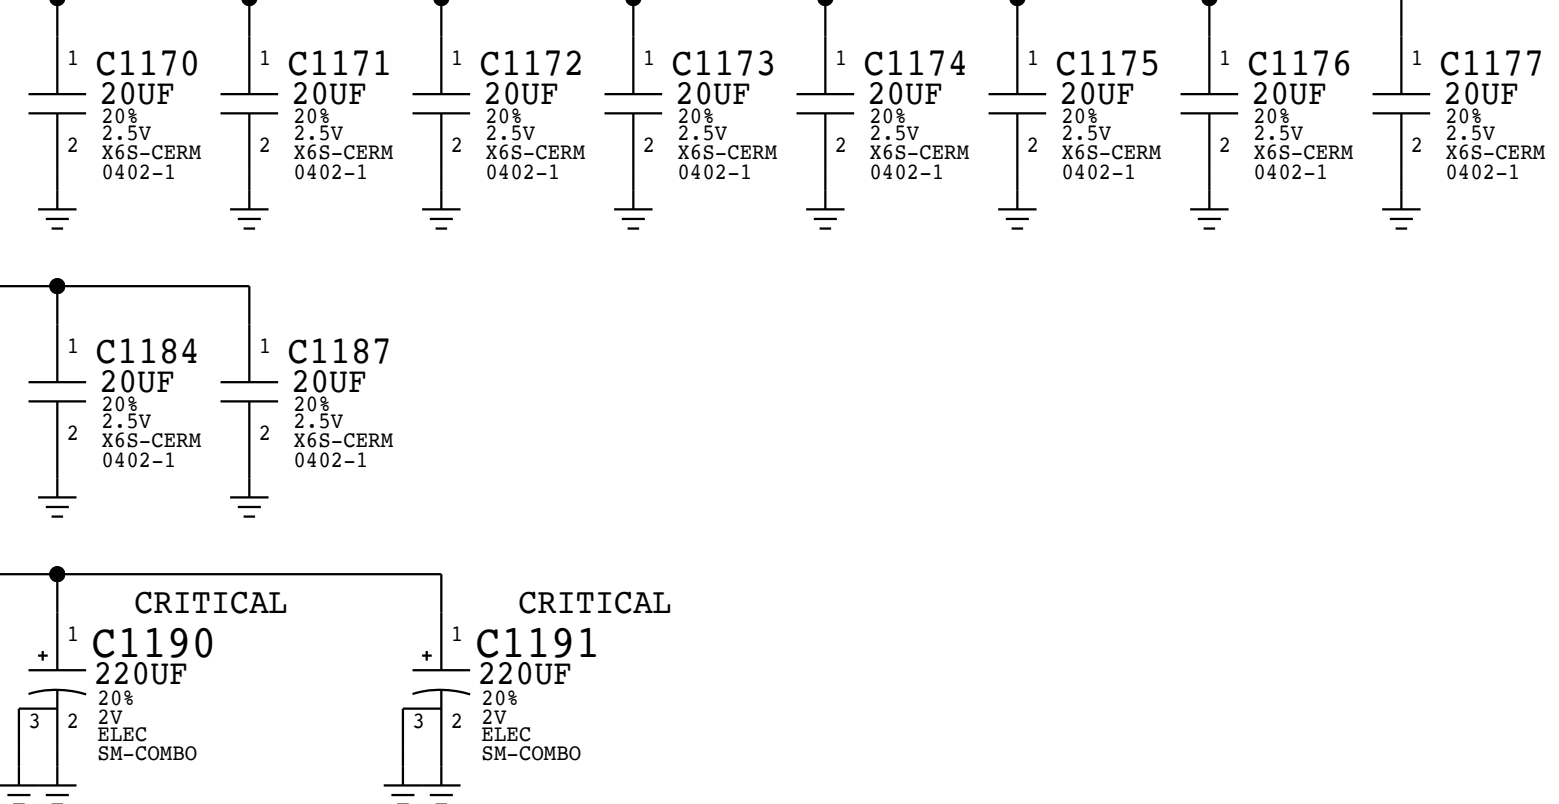 1 C1170
20UF
20%
2.5V
2 X6S-CERM
0402-1
1 C1171
20UF
20%
2.5V
2 X6S-CERM
0402-1
1 C1172
20UF
20%
2.5V
2 X6S-CERM
0402-1
1 C1173
20UF
20%
2.5V
2 X6S-CERM
0402-1
1 C1174
20UF
20%
2.5V
2 X6S-CERM
0402-1
1 C1175
20UF
20%
2.5V
2 X6S-CERM
0402-1
1 C1176
20UF
20%
2.5V
2 X6S-CERM
0402-1
1 C1177
20UF
20%
2.5V
2 X6S-CERM
0402-1
1 C1184
20UF
20%
2.5V
2 X6S-CERM
0402-1
1 C1187
20UF
20%
2.5V
2 X6S-CERM
0402-1
CRITICAL
1 C1190
+
220UF
20%
3 2 2V
ELEC
SM-COMBO
CRITICAL
1 C1191
+
220UF
20%
3 2 2V
ELEC
SM-COMBO